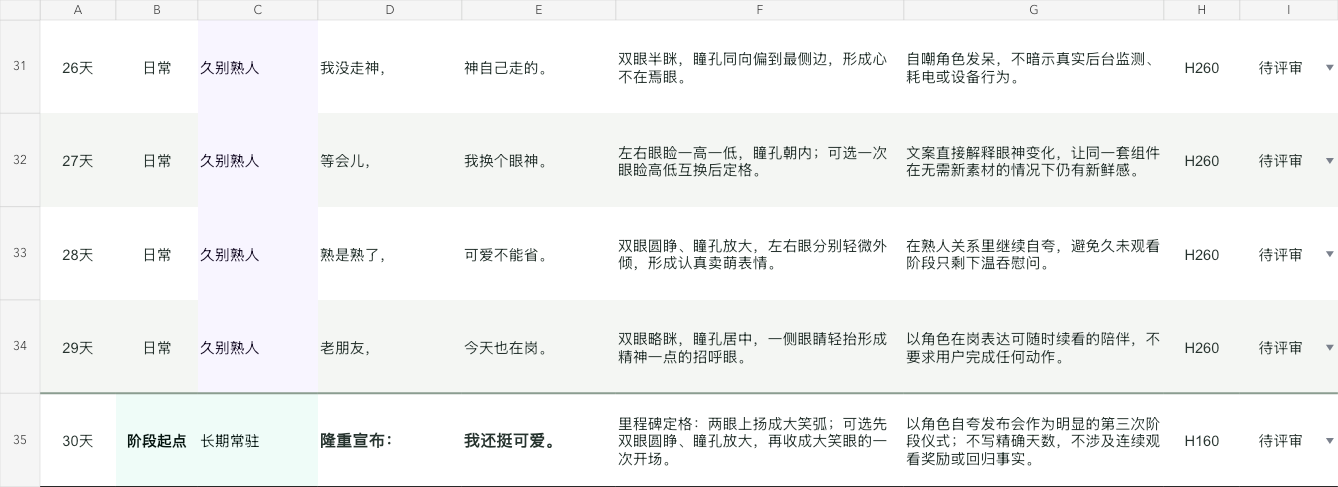 A B C D E F G H I
31 26天 日常 久别熟人 我没走神， 神自己走的。 双眼半眯，瞳孔同向偏到最侧边，形成心 自嘲角色发呆，不暗示真实后台监测、 H260 待评审
不在焉眼。 耗电或设备行为。
32 27天 日常 久别熟人 等会儿， 我换个眼神。 左右眼睑一高一低，瞳孔朝内；可选一次 文案直接解释眼神变化，让同一套组件 H260 待评审
眼睑高低互换后定格。 在无需新素材的情况下仍有新鲜感。
33 28天 日常 久别熟人 熟是熟了， 可爱不能省。 双眼圆睁、瞳孔放大，左右眼分别轻微外 在熟人关系里继续自夸，避免久未观看 H260 待评审
倾，形成认真卖萌表情。 阶段只剩下温吞慰问。
34 29天 日常 久别熟人 老朋友， 今天也在岗。 双眼略眯，瞳孔居中，一侧眼睛轻抬形成 以角色在岗表达可随时续看的陪伴，不 H260 待评审
精神一点的招呼眼。 要求用户完成任何动作。
35 30天 阶段起点 长期常驻 隆重宣布： 我还挺可爱。 里程碑定格：两眼上扬成大笑弧；可选先 以角色自夸发布会作为明显的第三次阶 H160 待评审
双眼圆睁、瞳孔放大，再收成大笑眼的一 段仪式；不写精确天数，不涉及连续观
次开场。 看奖励或回归事实。